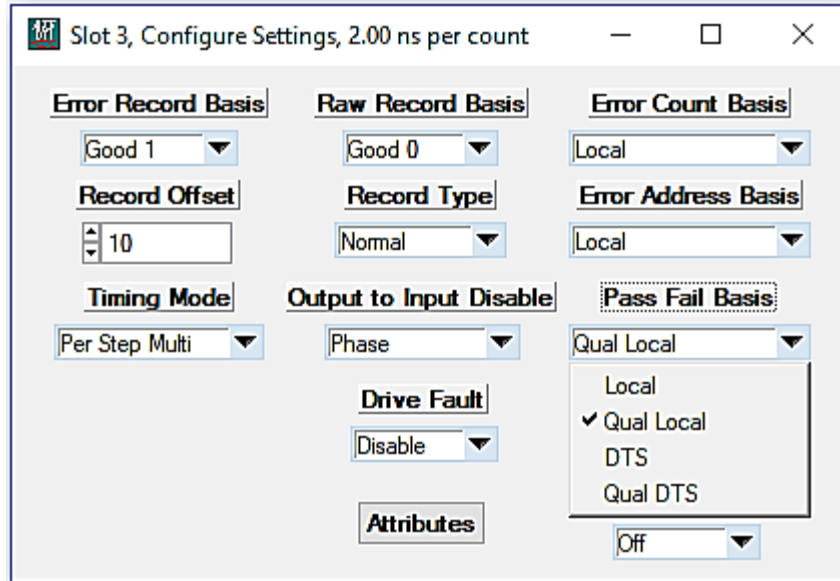 Slot 3, Configure Settings, 2.00 ns per count
Error Record Basis Raw Record Basis Error Count Basis
Good 1 Good 0 Local
Record Offset Record Type Error Address Basis
10 Normal Local
Timing Mode Output to Input Disable Pass Fail Basis
Per Step Multi Phase Qual Local
Local
Drive Fault
Qual Local
Disable
DTS
Qual DTS
Attributes
Off